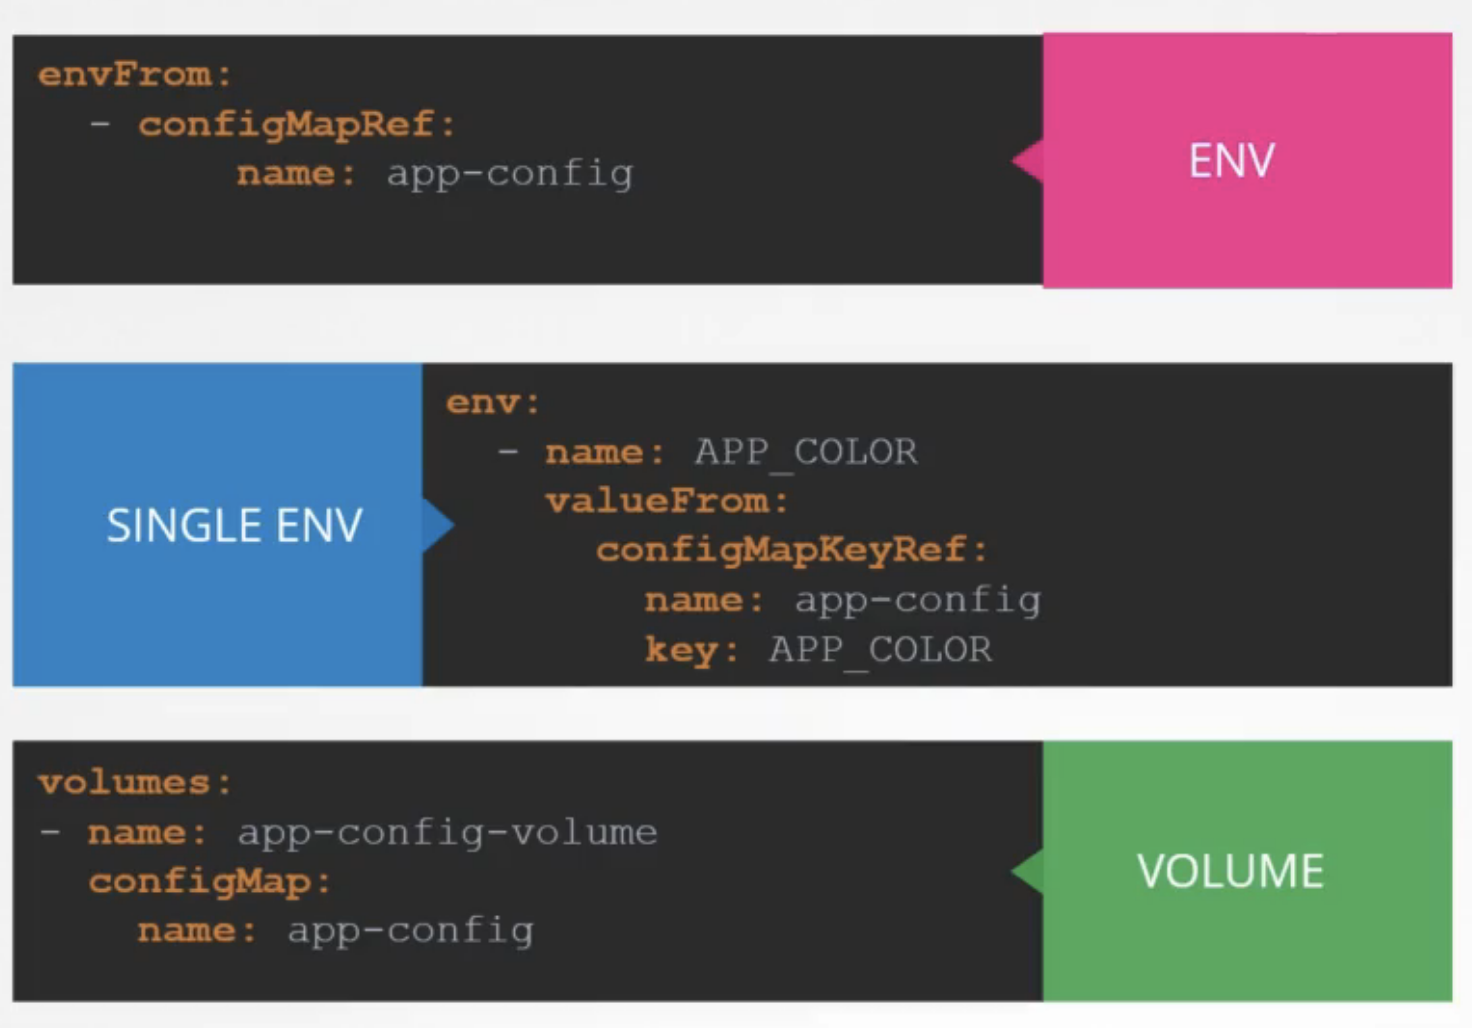 envFrom:
  - configMapRef:
        name: app-config
ENV
SINGLE ENV
env:
  - name: APP_COLOR
    valueFrom:
      configMapKeyRef:
        name: app-config
        key: APP_COLOR
volumes:
- name: app-config-volume
  configMap:
    name: app-config
VOLUME